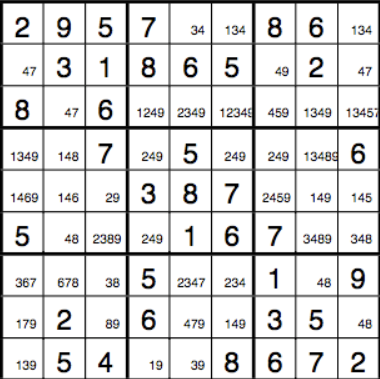 2 9 5 7 34 134 8 6 134
47 3 1 8 6 5 49 2 47
8 47 6 1249 2349 12349 459 1349 13457
1349 148 7 249 5 249 249 13489 6
1469 146 29 3 8 7 2459 149 145
5 48 2389 249 1 6 7 3489 348
367 678 38 5 2347 234 1 48 9
179 2 89 6 479 149 3 5 48
139 5 4 19 39 8 6 7 2